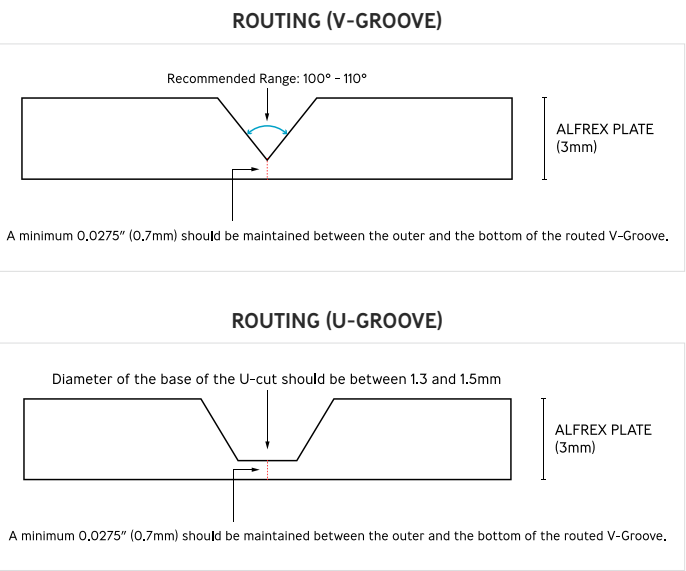 ROUTING (V-GROOVE)
Recommended Range: 100° - 110°
ALFREX PLATE
(3mm)
A minimum 0.0275" (0.7mm) should be maintained between the outer and the bottom of the routed V-Groove.
ROUTING (U-GROOVE)
Diameter of the base of the U-cut should be between 1.3 and 1.5mm
ALFREX PLATE
(3mm)
A minimum 0.0275" (0.7mm) should be maintained between the outer and the bottom of the routed V-Groove.